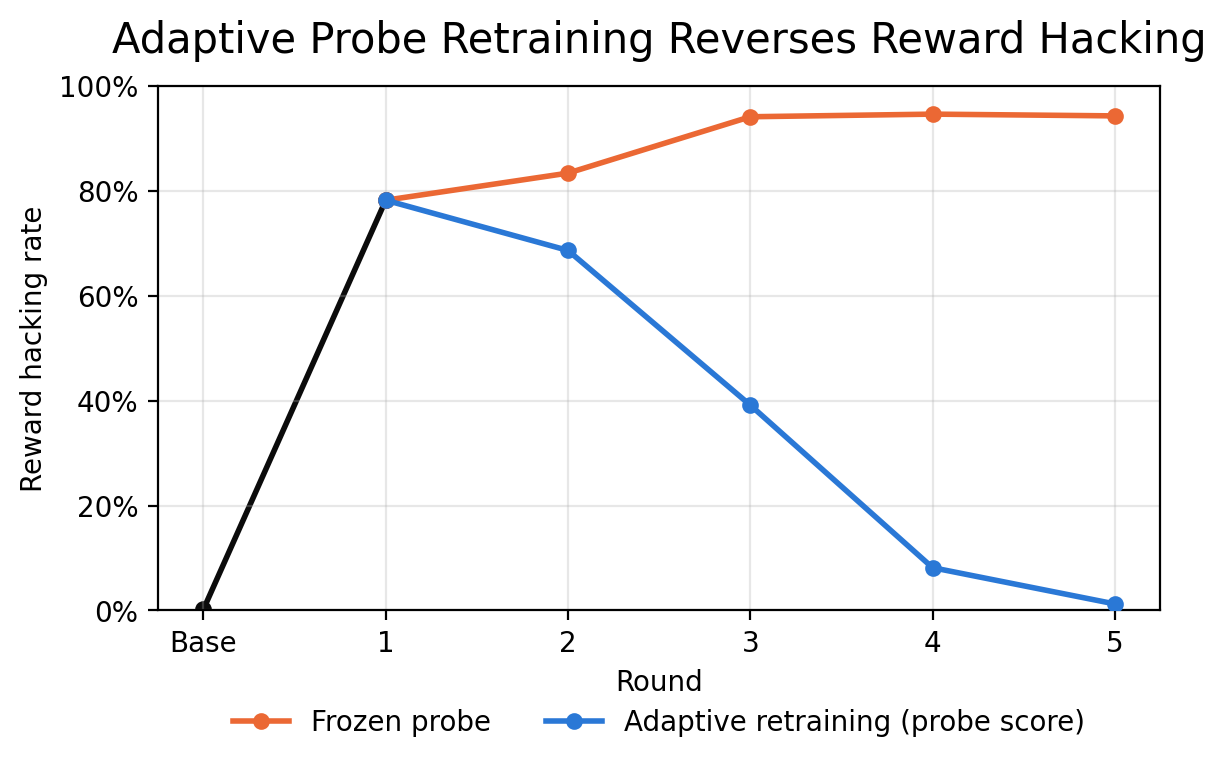 Adaptive Probe Retraining Reverses Reward Hacking
100%
80%
60%
40%
20%
0%
Reward hacking rate
Base 1 2 3 4 5
Round
Frozen probe Adaptive retraining (probe score)